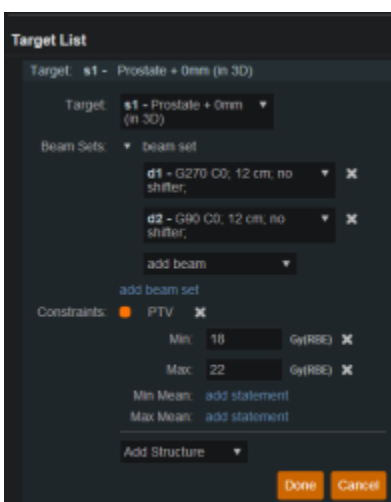 Target List
Target: s1 - Prostate + 0mm (in 3D)
Target: s1 - Prostate + 0mm
(in 3D)
Beam Sets: beam set
d1 - G270 C0; 12 cm; no
shifter;
d2 - G90 C0; 12 cm; no
shifter;
add beam
add beam set
Constraints: PTV
Min: 18 Gy(RBE)
Max: 22 Gy(RBE)
Min Mean: add statement
Max Mean: add statement
Add Structure
Done Cancel